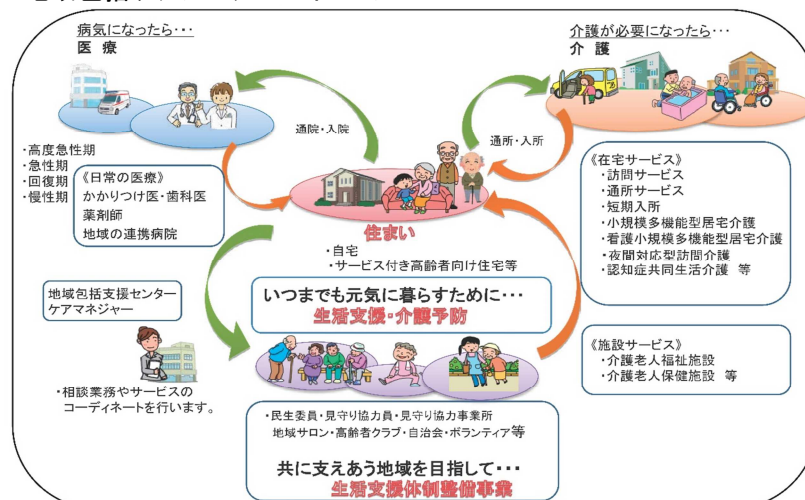 病気になったら・・・
医 療
介護が必要になったら・・・
介 護
通院・入院
通所・入所
・高度急性期
・急性期
・回復期
・慢性期
《日常の医療》
かかりつけ医・歯科医
薬剤師
地域の連携病院
住まい
・自宅
・サービス付き高齢者向け住宅等
《在宅サービス》
・訪問サービス
・通所サービス
・短期入所
・小規模多機能型居宅介護
・看護小規模多機能型居宅介護
・夜間対応型訪問介護
・認知症共同生活介護 等
地域包括支援センター
ケアマネジャー
・相談業務やサービスの
コーディネートを行います。
いつまでも元気に暮らすために・・・
生活支援・介護予防
《施設サービス》
・介護老人福祉施設
・介護老人保健施設 等
・民生委員・見守り協力員・見守り協力事業所
地域サロン・高齢者クラブ・自治会・ボランティア等
共に支えあう地域を目指して・・・
生活支援体制整備事業